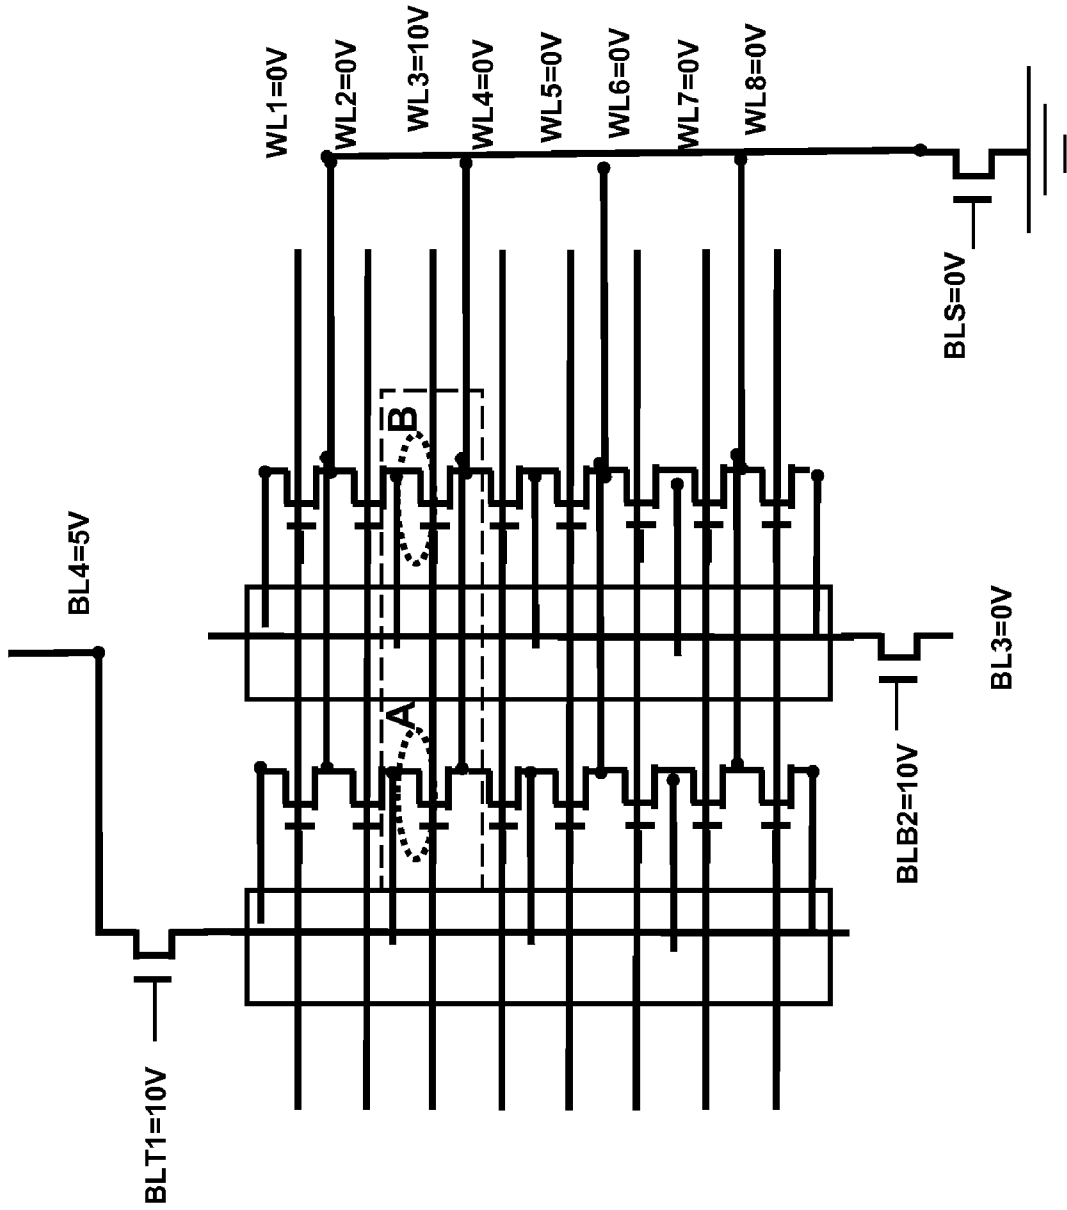 WL1=0V
WL2=0V
WL3=10V
WL4=0V
WL5=0V
WL6=0V
WL7=0V
WL8=0V
BLS=0V
B
A
BL4=5V
BL3=0V
BLB2=10V
BLT1=10V